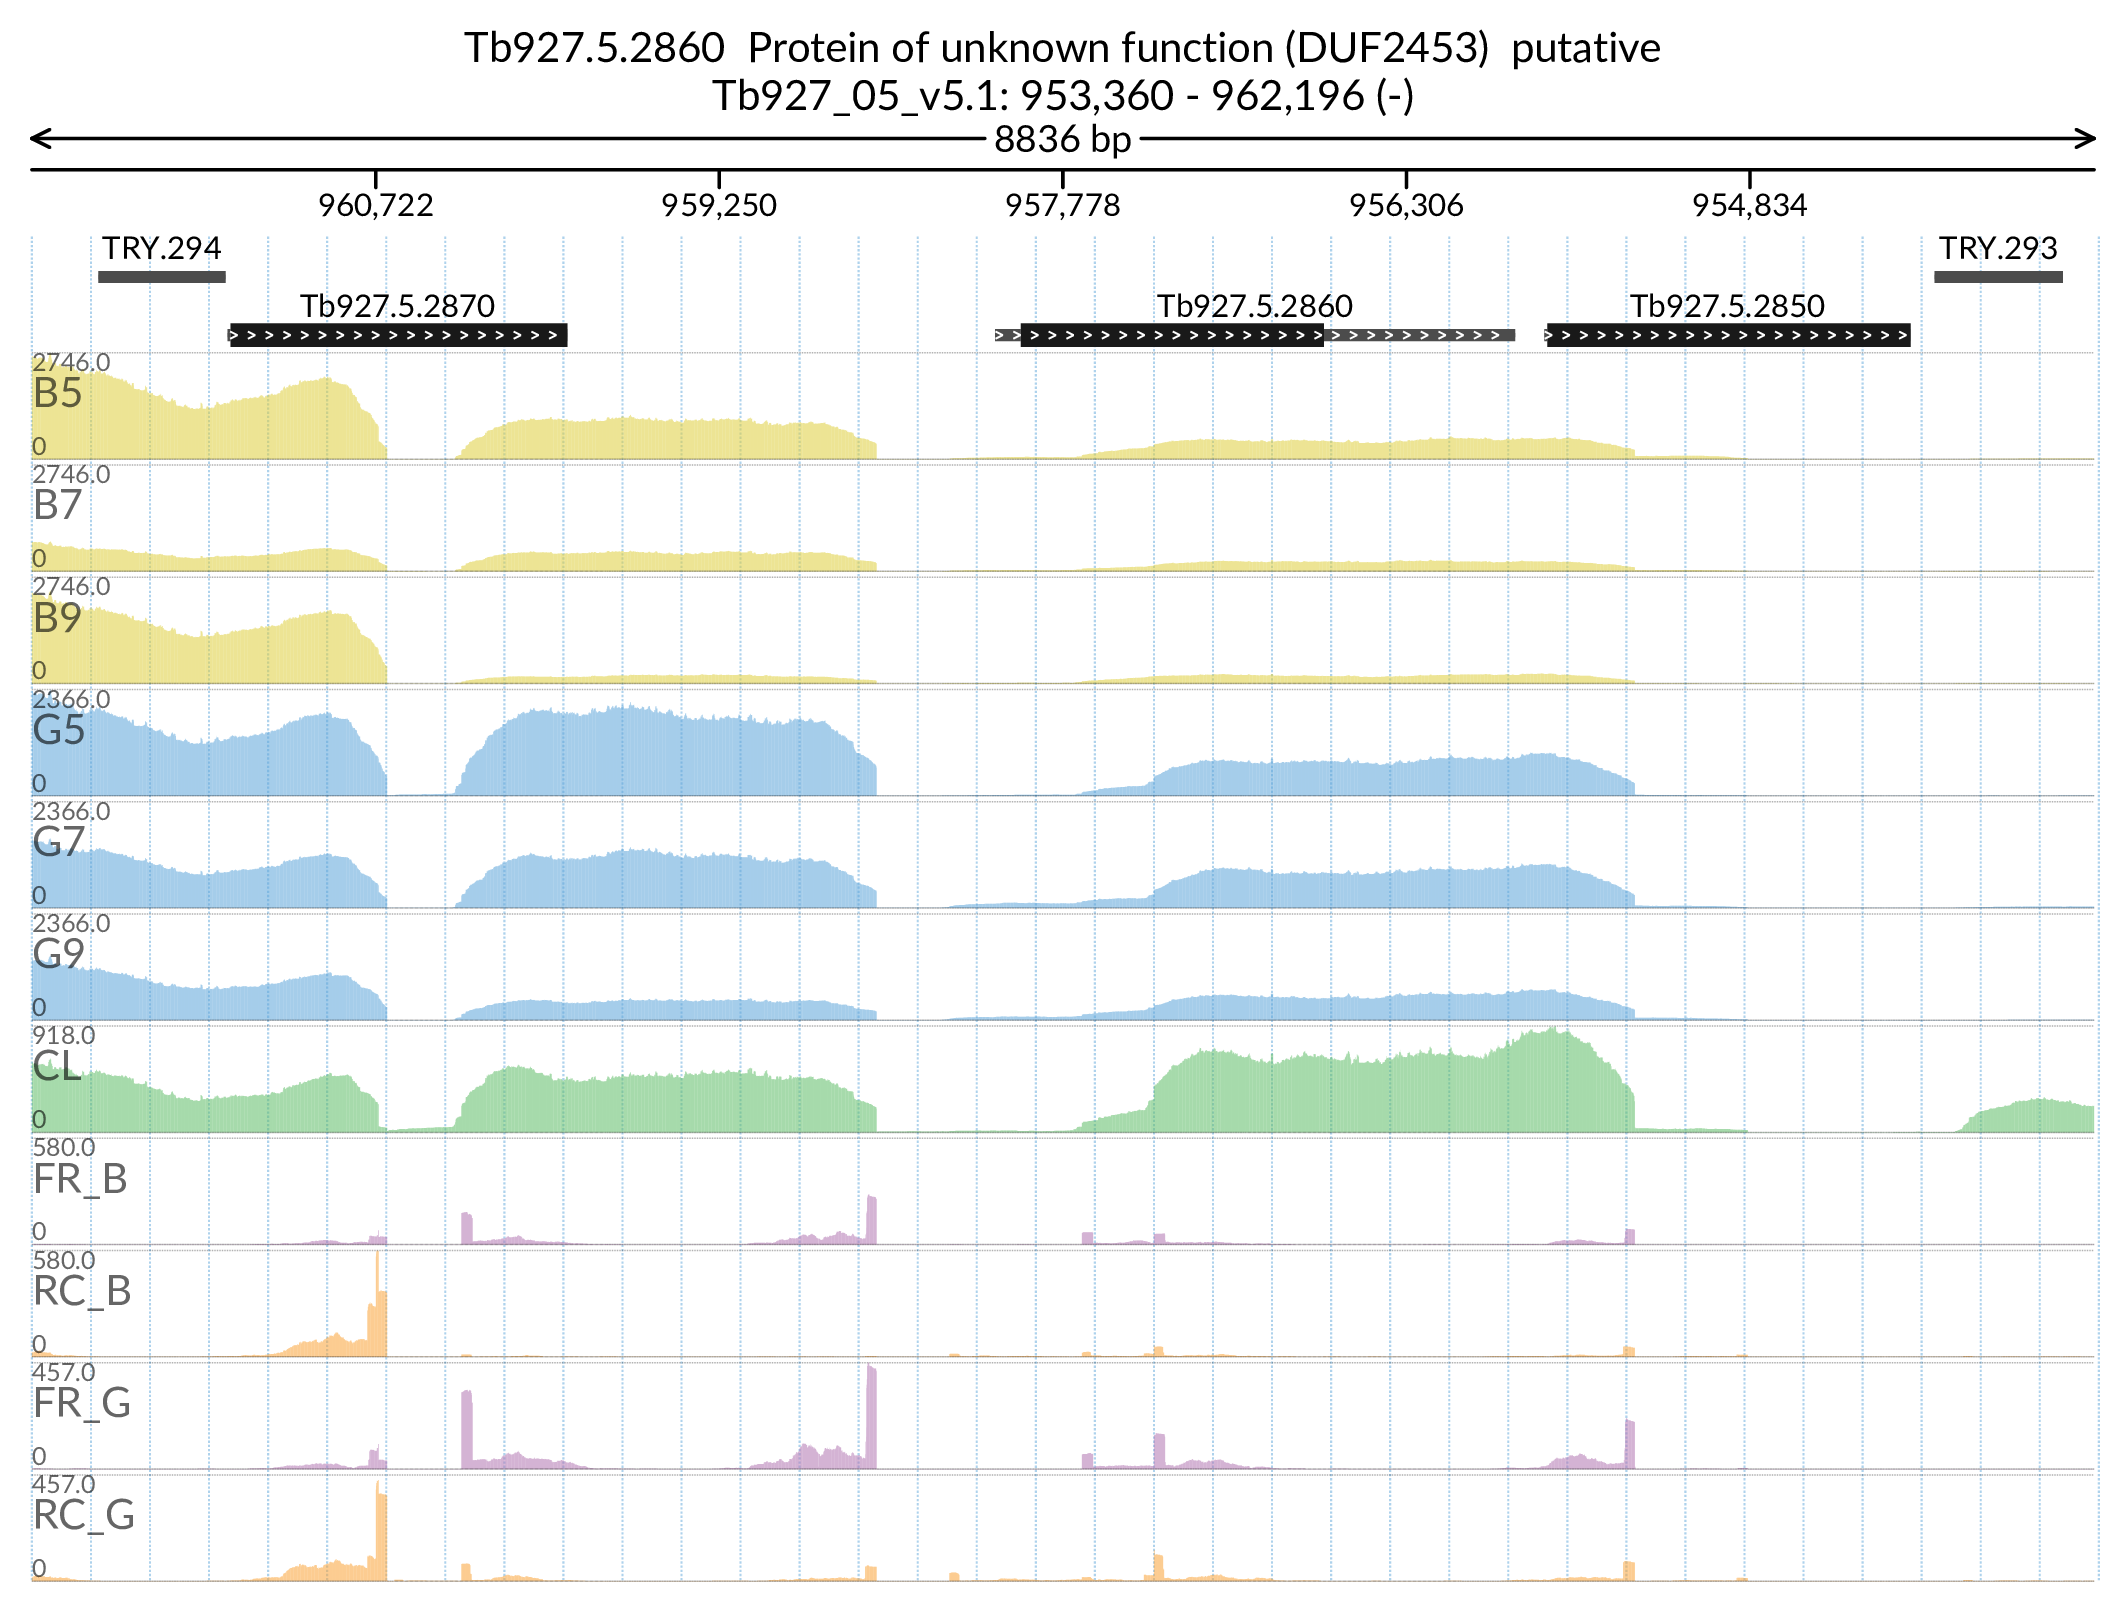 Tb927.5.2860  Protein of unknown function (DUF2453)  putative
Tb927_05_v5.1: 953,360 - 962,196 (-)
8836 bp
960,722 959,250 957,778 956,306 954,834
TRY.294 TRY.293
Tb927.5.2870 Tb927.5.2860 Tb927.5.2850
2746.0
B5
0
2746.0
B7
0
2746.0
B9
0
2366.0
G5
0
2366.0
G7
0
2366.0
G9
0
918.0
CL
0
580.0
FR_B
0
580.0
RC_B
0
457.0
FR_G
0
457.0
RC_G
0